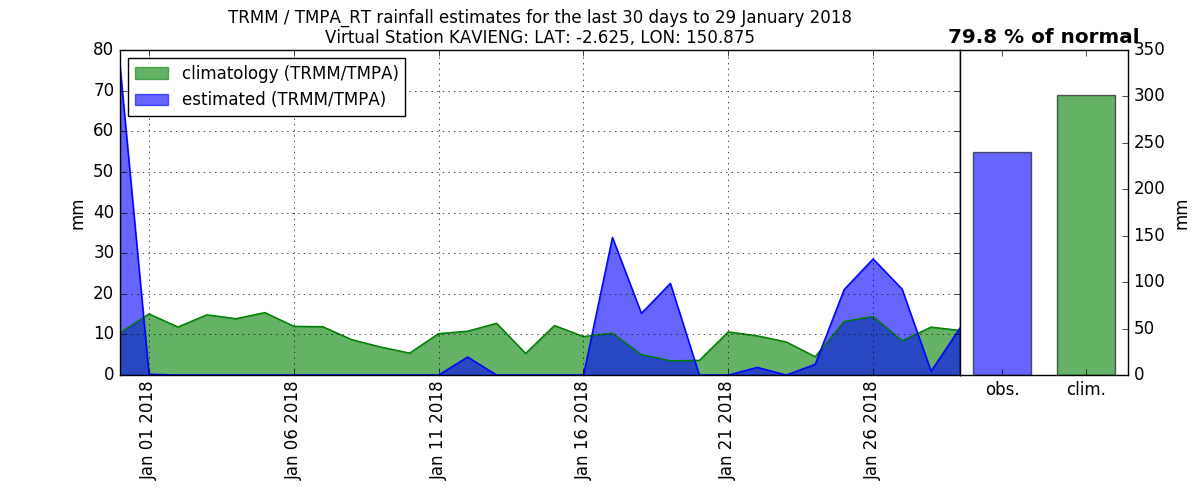 TRMM / TMPA_RT rainfall estimates for the last 30 days to 29 January 2018
Virtual Station KAVIENG: LAT: -2.625, LON: 150.875
79.8 % of normal
climatology (TRMM/TMPA)
estimated (TRMM/TMPA)
80
70
60
50
40
30
20
10
0
mm
Jan 01 2018
Jan 06 2018
Jan 11 2018
Jan 16 2018
Jan 21 2018
Jan 26 2018
obs.
clim.
350
300
250
200
150
100
50
0
mm